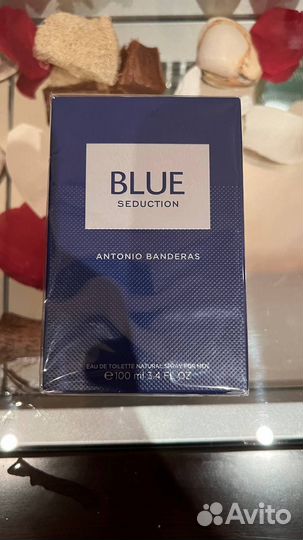 BLUE
SEDUCTION
ANTONIO BANDERAS
EAU DE TOILETTE NATURAL SPRAY FOR MEN
℮100 ml 3.4 FL.OZ
Avito